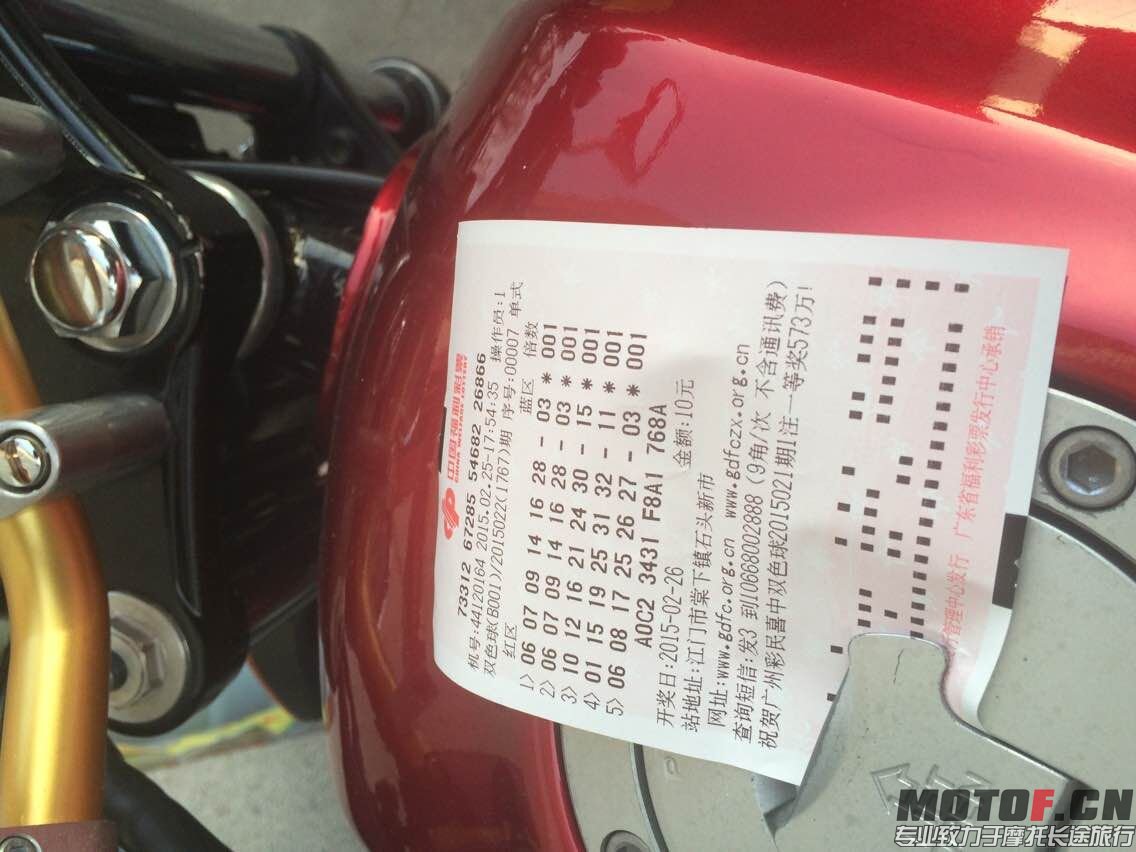 中国福利彩票
CHINA WELFARE LOTTERY
73312 67285 54682 26866
机号:44120164 2015.02.25-17:54:35 操作员:1
双色球(B001)/2015022(1767)期 序号:00007 单式
红区 蓝区 倍数
1> 06 07 09 14 16 28 - 03 * 001
2> 06 07 09 14 16 28 - 03 * 001
3> 10 12 16 21 24 30 - 15 * 001
4> 01 15 19 25 31 32 - 11 * 001
5> 06 08 17 25 26 27 - 03 * 001
A0C2 3431 F8A1 768A
开奖日:2015-02-26 金额:10元
站地址:江门市棠下镇石头新市
网址:www.gdfc.org.cn www.gdfczx.org.cn
查询短信:发3 到10668002888(9角/次 不含通讯费)
祝贺广州彩民喜中双色球2015021期1注一等奖573万!
管理中心发行 广东省福利彩票发行中心承销
MOTOF.CN
专业致力于摩托长途旅行